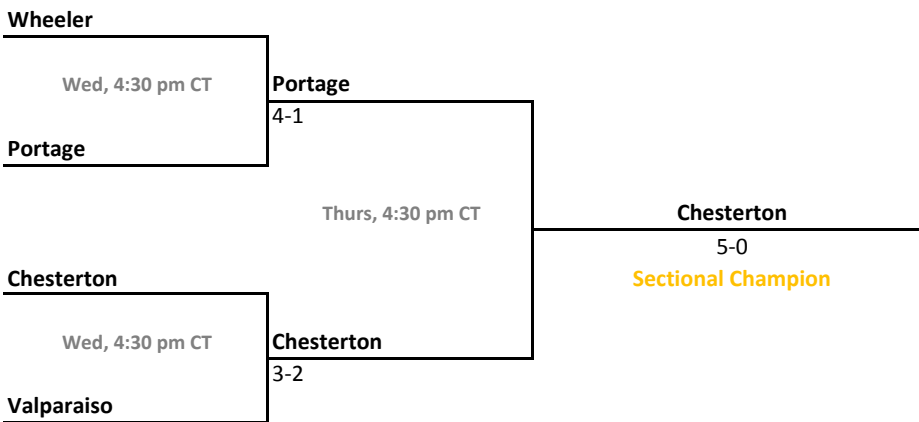 Wheeler
Wed, 4:30 pm CT
Portage
4-1
Portage
Thurs, 4:30 pm CT
Chesterton
5-0
Sectional Champion
Chesterton
Wed, 4:30 pm CT
Chesterton
3-2
Valparaiso